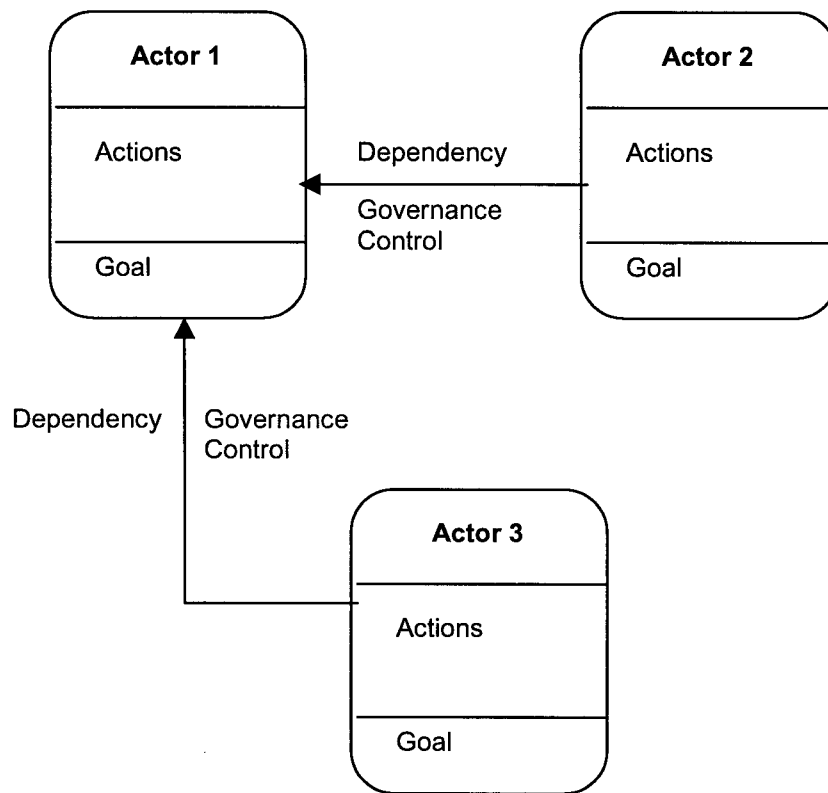 Actor 1
Actions
Goal
Dependency
Governance
Control
Actor 2
Actions
Goal
Dependency
Governance
Control
Actor 3
Actions
Goal